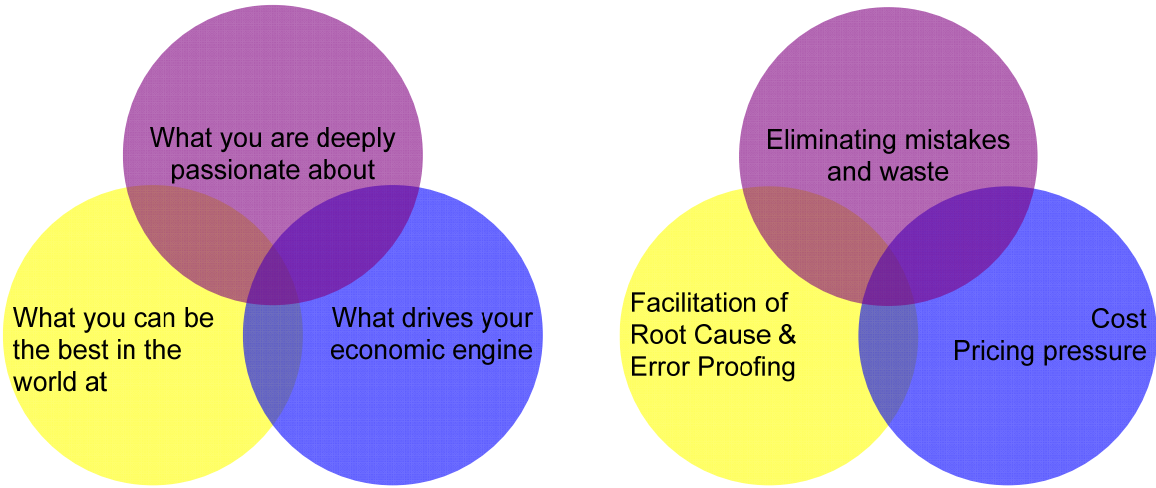 What you are deeply
passionate about
What you can be
the best in the
world at
What drives your
economic engine
Eliminating mistakes
and waste
Facilitation of
Root Cause &
Error Proofing
Cost
Pricing pressure